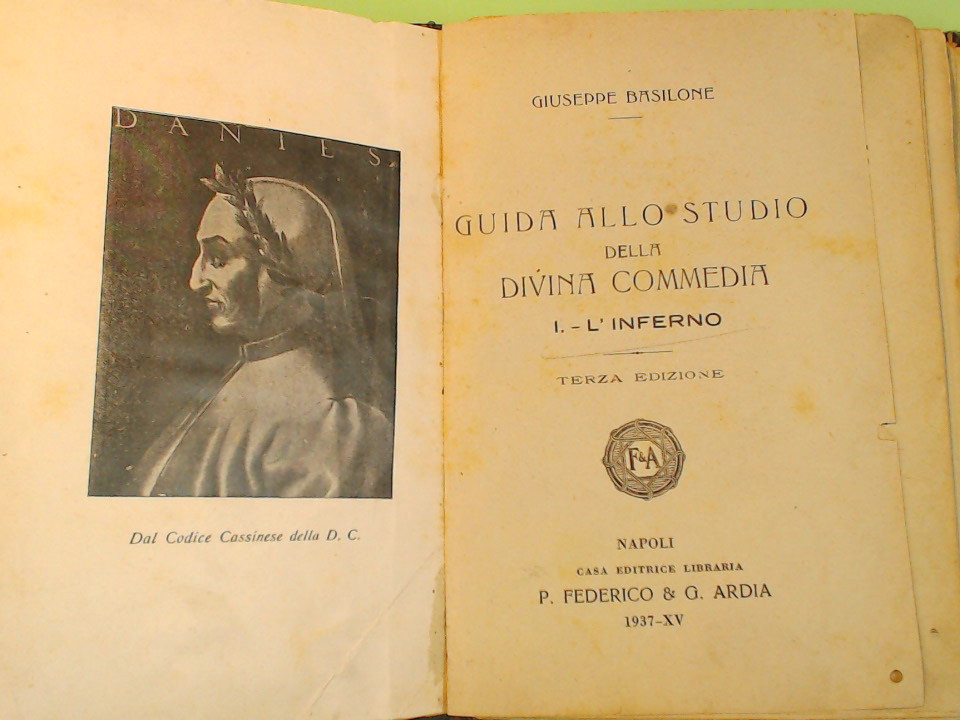 DANTES.
Dal Codice Cassinese della D. C.
GIUSEPPE BASILONE
GUIDA ALLO STUDIO
DELLA
DIVINA COMMEDIA
I. - L'INFERNO
TERZA EDIZIONE
F&A
NAPOLI
CASA EDITRICE LIBRARIA
P. FEDERICO & G. ARDIA
1937-XV